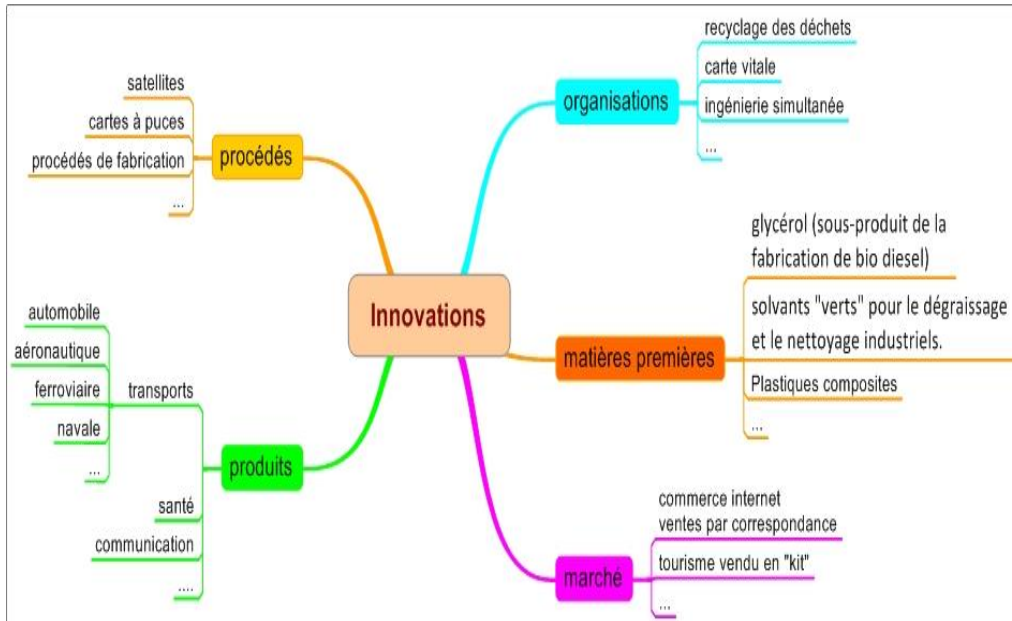 Innovations
procédés
satellites
cartes à puces
procédés de fabrication
...
produits
transports
automobile
aéronautique
ferroviaire
navale
...
santé
communication
....
organisations
recyclage des déchets
carte vitale
ingénierie simultanée
...
matières premières
glycérol (sous-produit de la
fabrication de bio diesel)
solvants "verts" pour le dégraissage
et le nettoyage industriels.
Plastiques composites
...
marché
commerce internet
ventes par correspondance
tourisme vendu en "kit"
...